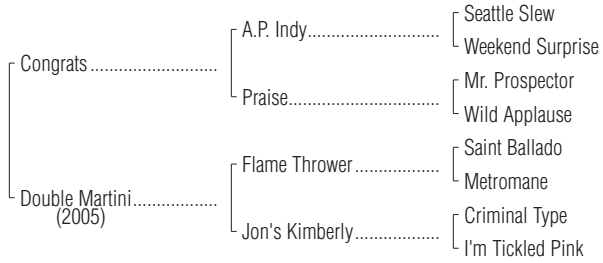 Seattle Slew
A.P. Indy
Weekend Surprise
Congrats
Mr. Prospector
Praise
Wild Applause
Saint Ballado
Flame Thrower
Metromane
Double Martini
(2005)
Criminal Type
Jon's Kimberly
I'm Tickled Pink